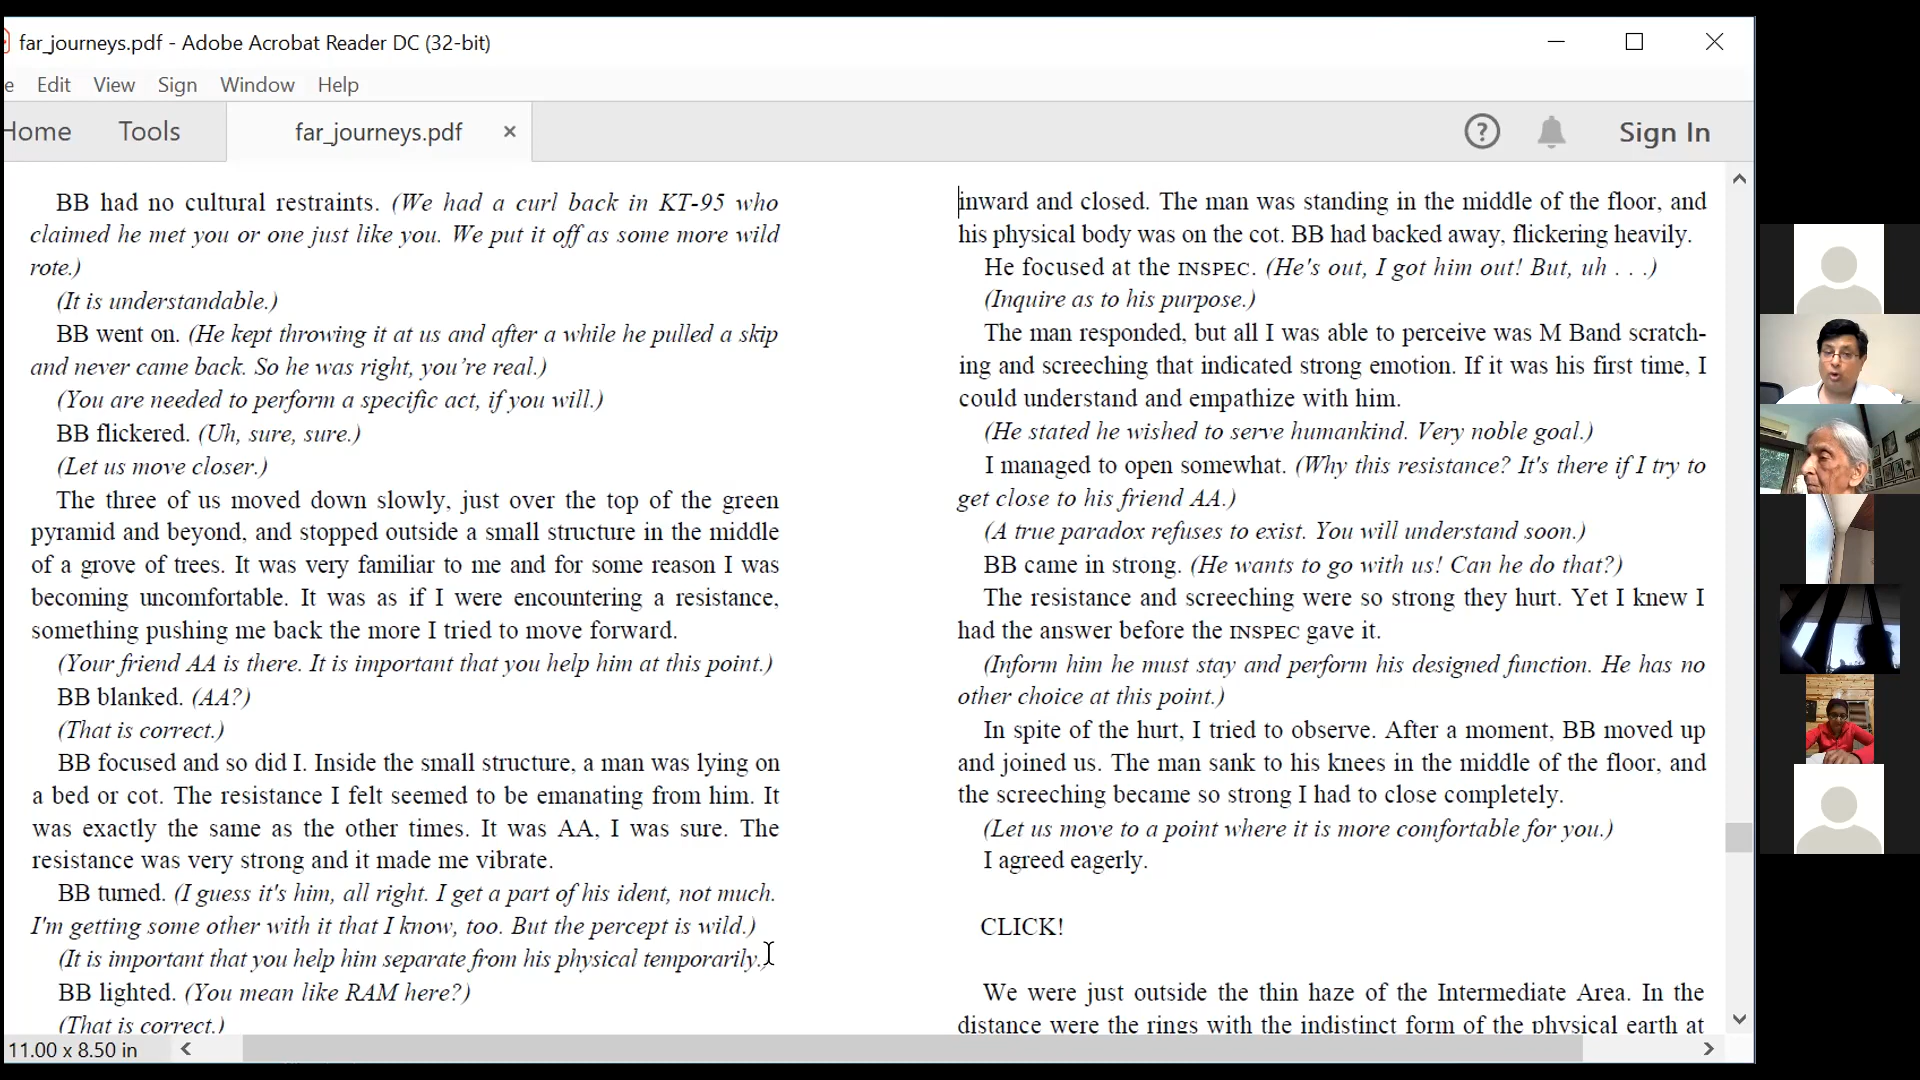 far_journeys.pdf - Adobe Acrobat Reader DC (32-bit)
e Edit View Sign Window Help
Home Tools far_journeys.pdf × Sign In
BB had no cultural restraints. (We had a curl back in KT-95 who
claimed he met you or one just like you. We put it off as some more wild
rote.)
(It is understandable.)
BB went on. (He kept throwing it at us and after a while he pulled a skip
and never came back. So he was right, you’re real.)
(You are needed to perform a specific act, if you will.)
BB flickered. (Uh, sure, sure.)
(Let us move closer.)
The three of us moved down slowly, just over the top of the green
pyramid and beyond, and stopped outside a small structure in the middle
of a grove of trees. It was very familiar to me and for some reason I was
becoming uncomfortable. It was as if I were encountering a resistance,
something pushing me back the more I tried to move forward.
(Your friend AA is there. It is important that you help him at this point.)
BB blanked. (AA?)
(That is correct.)
BB focused and so did I. Inside the small structure, a man was lying on
a bed or cot. The resistance I felt seemed to be emanating from him. It
was exactly the same as the other times. It was AA, I was sure. The
resistance was very strong and it made me vibrate.
BB turned. (I guess it's him, all right. I get a part of his ident, not much.
I'm getting some other with it that I know, too. But the percept is wild.)
(It is important that you help him separate from his physical temporarily.)
BB lighted. (You mean like RAM here?)
(That is correct.)
inward and closed. The man was standing in the middle of the floor, and
his physical body was on the cot. BB had backed away, flickering heavily.
He focused at the INSPEC. (He's out, I got him out! But, uh . . .)
(Inquire as to his purpose.)
The man responded, but all I was able to perceive was M Band scratch-
ing and screeching that indicated strong emotion. If it was his first time, I
could understand and empathize with him.
(He stated he wished to serve humankind. Very noble goal.)
I managed to open somewhat. (Why this resistance? It's there if I try to
get close to his friend AA.)
(A true paradox refuses to exist. You will understand soon.)
BB came in strong. (He wants to go with us! Can he do that?)
The resistance and screeching were so strong they hurt. Yet I knew I
had the answer before the INSPEC gave it.
(Inform him he must stay and perform his designed function. He has no
other choice at this point.)
In spite of the hurt, I tried to observe. After a moment, BB moved up
and joined us. The man sank to his knees in the middle of the floor, and
the screeching became so strong I had to close completely.
(Let us move to a point where it is more comfortable for you.)
I agreed eagerly.
CLICK!
We were just outside the thin haze of the Intermediate Area. In the
distance were the rings with the indistinct form of the physical earth at
11.00 x 8.50 in